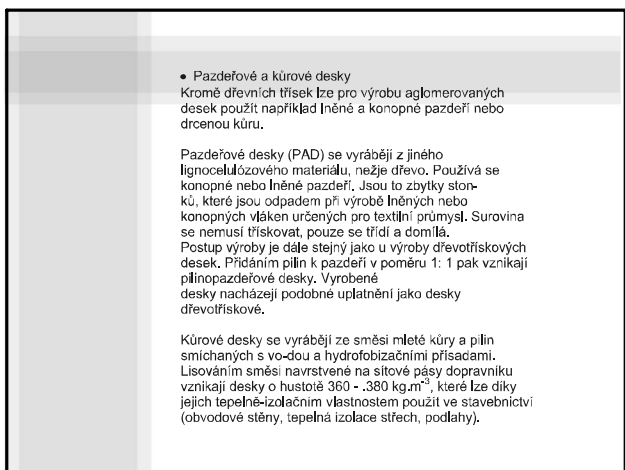 • Pazdeřové a kůrové desky
Kromě dřevních třísek lze pro výrobu aglomerovaných
desek použít například lněné a konopné pazdeří nebo
drcenou kůru.
Pazdeřové desky (PAD) se vyrábějí z jiného
lignocelulózového materiálu, nežje dřevo. Používá se
konopné nebo lněné pazdeří. Jsou to zbytky ston-
ků, které jsou odpadem při výrobě lněných nebo
konopných vláken určených pro textilní průmysl. Surovina
se nemusí třískovat, pouze se třídí a domílá.
Postup výroby je dále stejný jako u výroby dřevotřískových
desek. Přidáním pilin k pazdeří v poměru 1: 1 pak vznikají
pilinopazdeřové desky. Vyrobené
desky nacházejí podobné uplatnění jako desky
dřevotřískové.
Kůrové desky se vyrábějí ze směsi mleté kůry a pilin
smíchaných s vo-dou a hydrofobizačními přísadami.
Lisováním směsi navrstvené na sítové pásy dopravníku
vznikají desky o hustotě 360 - .380 kg.m⁻³, které lze díky
jejich tepelně-izolačním vlastnostem použít ve stavebnictví
(obvodové stěny, tepelná izolace střech, podlahy).